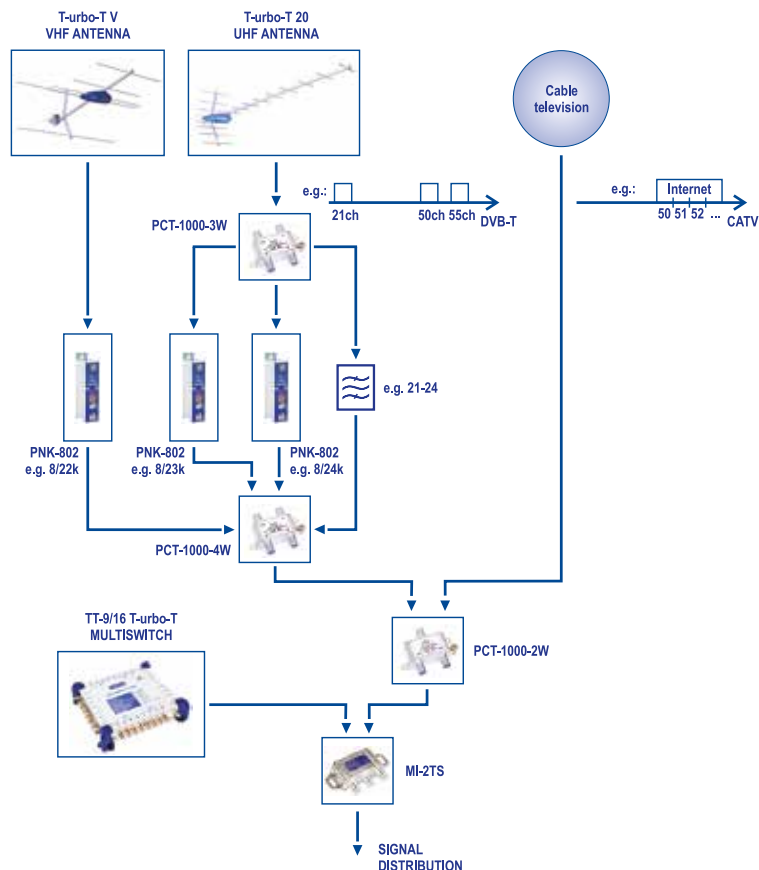 T-urbo-T V
VHF ANTENNA
T-urbo-T 20
UHF ANTENNA
Cable
television
e.g.:
21ch
50ch
55ch
DVB-T
e.g.:
Internet
50
51
52
...
CATV
PCT-1000-3W
e.g. 21-24
PNK-802
e.g. 8/22k
PNK-802
e.g. 8/23k
PNK-802
e.g. 8/24k
PCT-1000-4W
TT-9/16 T-urbo-T
MULTISWITCH
PCT-1000-2W
MI-2TS
SIGNAL
DISTRIBUTION